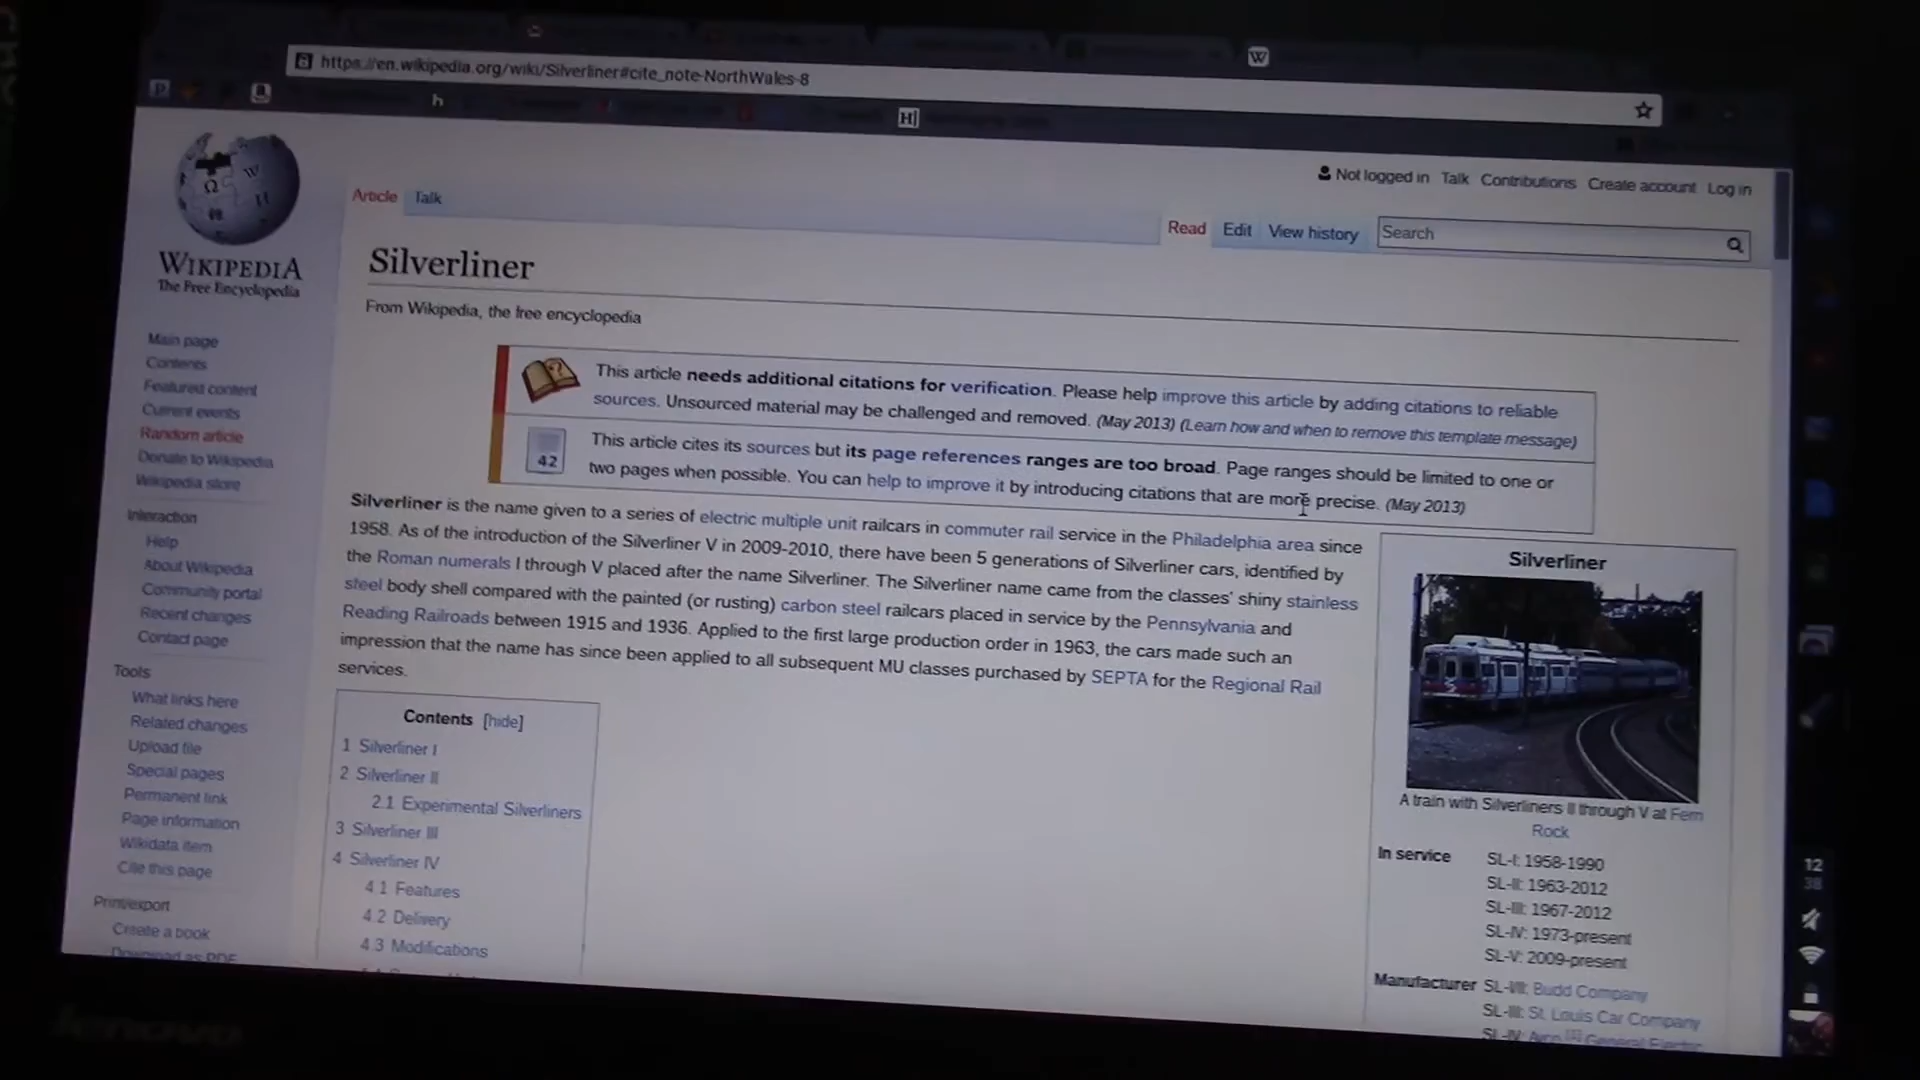 https://en.wikipedia.org/wiki/Silverliner#cite_note-NorthWales-8
W
h
H
Not logged in Talk Contributions Create account Log in
Article Talk
Read Edit View history Search
WIKIPEDIA
The Free Encyclopedia
Main page
Contents
Featured content
Current events
Random article
Donate to Wikipedia
Wikipedia store
Interaction
Help
About Wikipedia
Community portal
Recent changes
Contact page
Tools
What links here
Related changes
Upload file
Special pages
Permanent link
Page information
Wikidata item
Cite this page
Print/export
Create a book
Download as PDF
Silverliner
From Wikipedia, the free encyclopedia
This article needs additional citations for verification. Please help improve this article by adding citations to reliable
sources. Unsourced material may be challenged and removed. (May 2013) (Learn how and when to remove this template message)
42
This article cites its sources but its page references ranges are too broad. Page ranges should be limited to one or
two pages when possible. You can help to improve it by introducing citations that are more precise. (May 2013)
Silverliner is the name given to a series of electric multiple unit railcars in commuter rail service in the Philadelphia area since
1958. As of the introduction of the Silverliner V in 2009-2010, there have been 5 generations of Silverliner cars, identified by
the Roman numerals I through V placed after the name Silverliner. The Silverliner name came from the classes' shiny stainless
steel body shell compared with the painted (or rusting) carbon steel railcars placed in service by the Pennsylvania and
Reading Railroads between 1915 and 1936. Applied to the first large production order in 1963, the cars made such an
impression that the name has since been applied to all subsequent MU classes purchased by SEPTA for the Regional Rail
services.
Contents [hide]
1 Silverliner I
2 Silverliner II
2.1 Experimental Silverliners
3 Silverliner III
4 Silverliner IV
4.1 Features
4.2 Delivery
4.3 Modifications
Silverliner
A train with Silverliners II through V at Fern
Rock
In service SL-I: 1958-1990
SL-II: 1963-2012
SL-III: 1967-2012
SL-IV: 1973-present
SL-V: 2009-present
Manufacturer SL-I/II: Budd Company
SL-III: St. Louis Car Company
SL-IV: Avco [1] General Electric
12
38
lenovo